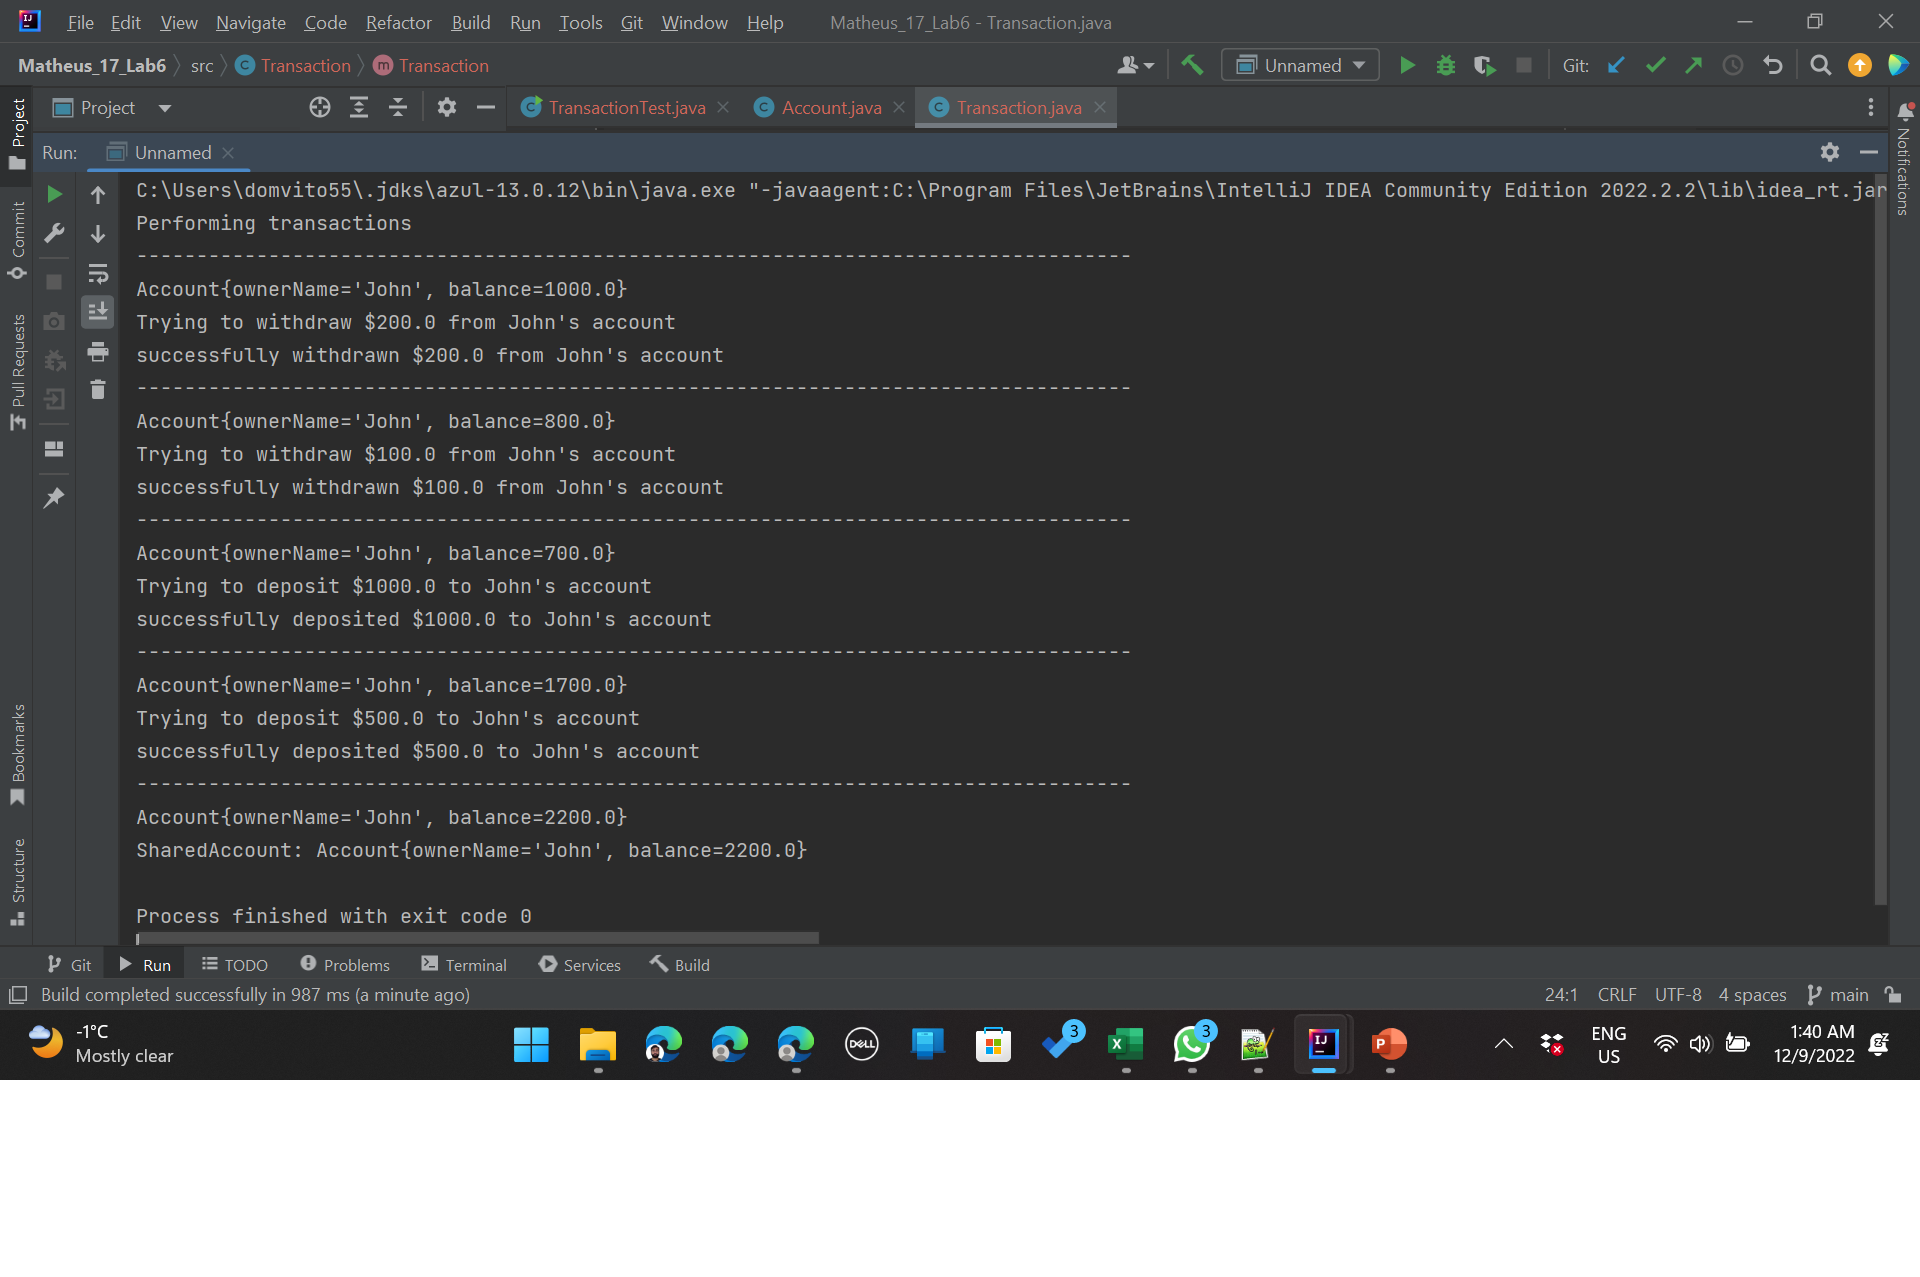 File Edit View Navigate Code Refactor Build Run Tools Git Window Help Matheus_17_Lab6 - Transaction.java
Matheus_17_Lab6 src Transaction Transaction Unnamed Git:
Project TransactionTest.java Account.java Transaction.java
Run: Unnamed
Project
Commit
Pull Requests
Bookmarks
Structure
Notifications
C:\Users\domvito55\.jdks\azul-13.0.12\bin\java.exe "-javaagent:C:\Program Files\JetBrains\IntelliJ IDEA Community Edition 2022.2.2\lib\idea_rt.jar
Performing transactions
-----------------------------------------------------------------------------------
Account{ownerName='John', balance=1000.0}
Trying to withdraw $200.0 from John's account
successfully withdrawn $200.0 from John's account
-----------------------------------------------------------------------------------
Account{ownerName='John', balance=800.0}
Trying to withdraw $100.0 from John's account
successfully withdrawn $100.0 from John's account
-----------------------------------------------------------------------------------
Account{ownerName='John', balance=700.0}
Trying to deposit $1000.0 to John's account
successfully deposited $1000.0 to John's account
-----------------------------------------------------------------------------------
Account{ownerName='John', balance=1700.0}
Trying to deposit $500.0 to John's account
successfully deposited $500.0 to John's account
-----------------------------------------------------------------------------------
Account{ownerName='John', balance=2200.0}
SharedAccount: Account{ownerName='John', balance=2200.0}
Process finished with exit code 0
Git Run TODO Problems Terminal Services Build
Build completed successfully in 987 ms (a minute ago) 24:1 CRLF UTF-8 4 spaces main
-1°C
Mostly clear
DELL
3
3
ENG
US
1:40 AM
12/9/2022